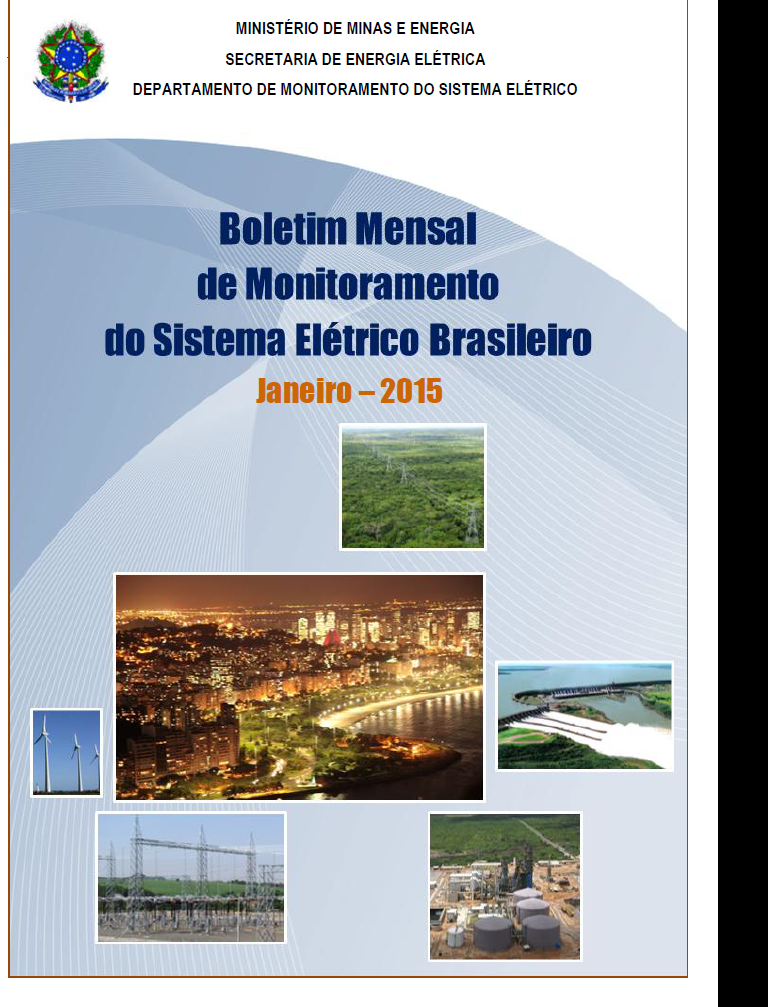 MINISTÉRIO DE MINAS E ENERGIA
SECRETARIA DE ENERGIA ELÉTRICA
DEPARTAMENTO DE MONITORAMENTO DO SISTEMA ELÉTRICO
Boletim Mensal
de Monitoramento
do Sistema Elétrico Brasileiro
Janeiro – 2015